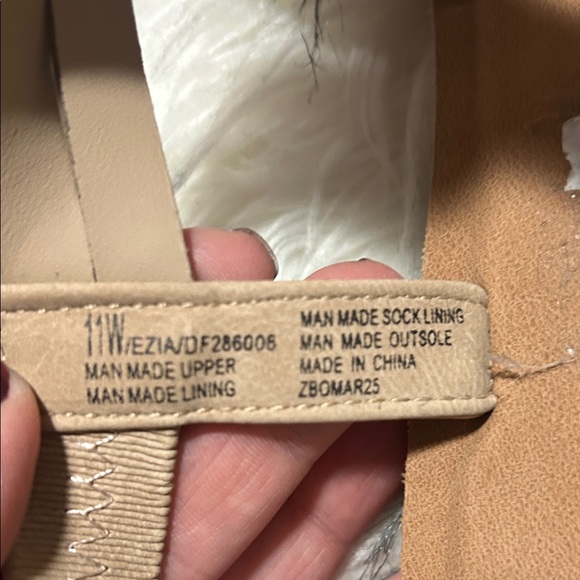 11W/EZIA/DF286006
MAN MADE UPPER
MAN MADE LINING
MAN MADE SOCK LINING
MAN MADE OUTSOLE
MADE IN CHINA
ZBOMAR25